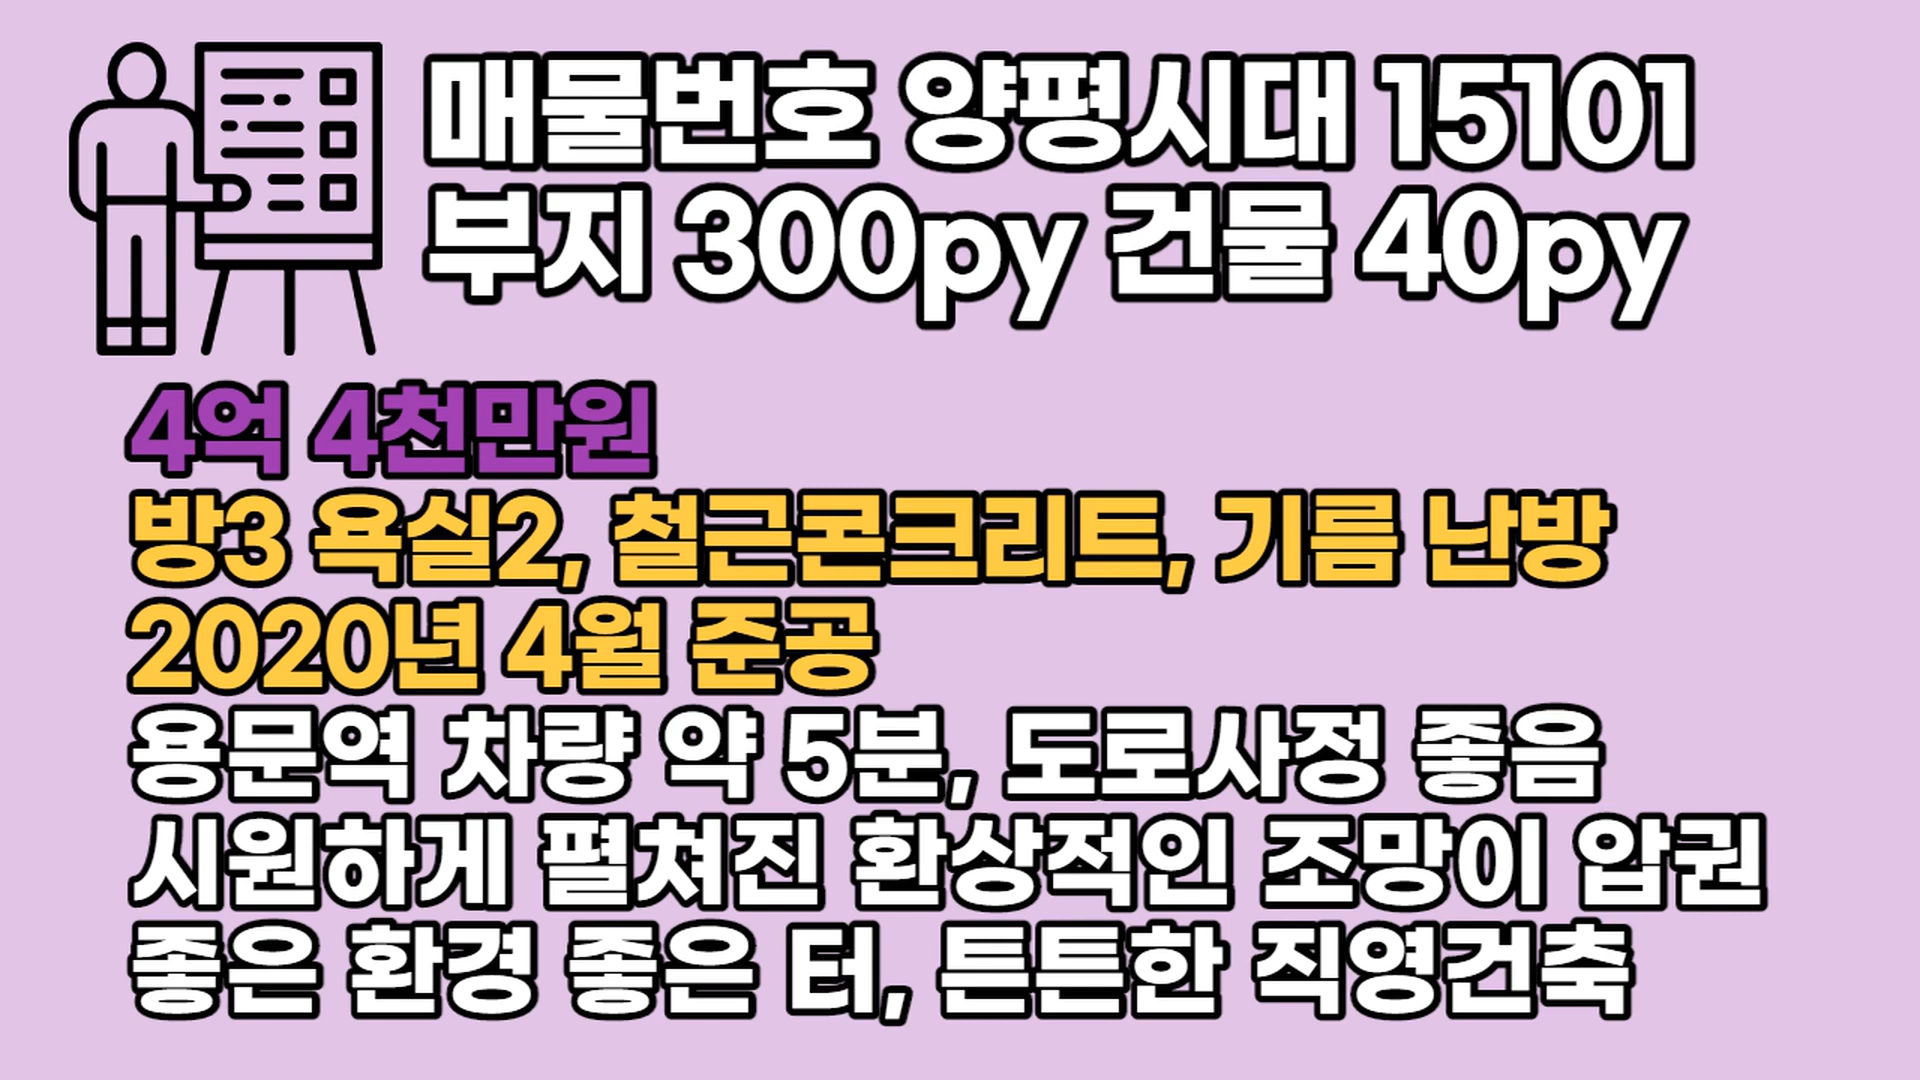 매물번호 양평시대 15101
부지 300py 건물 40py
4억 4천만원
방3 욕실2, 철근콘크리트, 기름 난방
2020년 4월 준공
용문역 차량 약 5분, 도로사정 좋음
시원하게 펼쳐진 환상적인 조망이 압권
좋은 환경 좋은 터, 튼튼한 직영건축